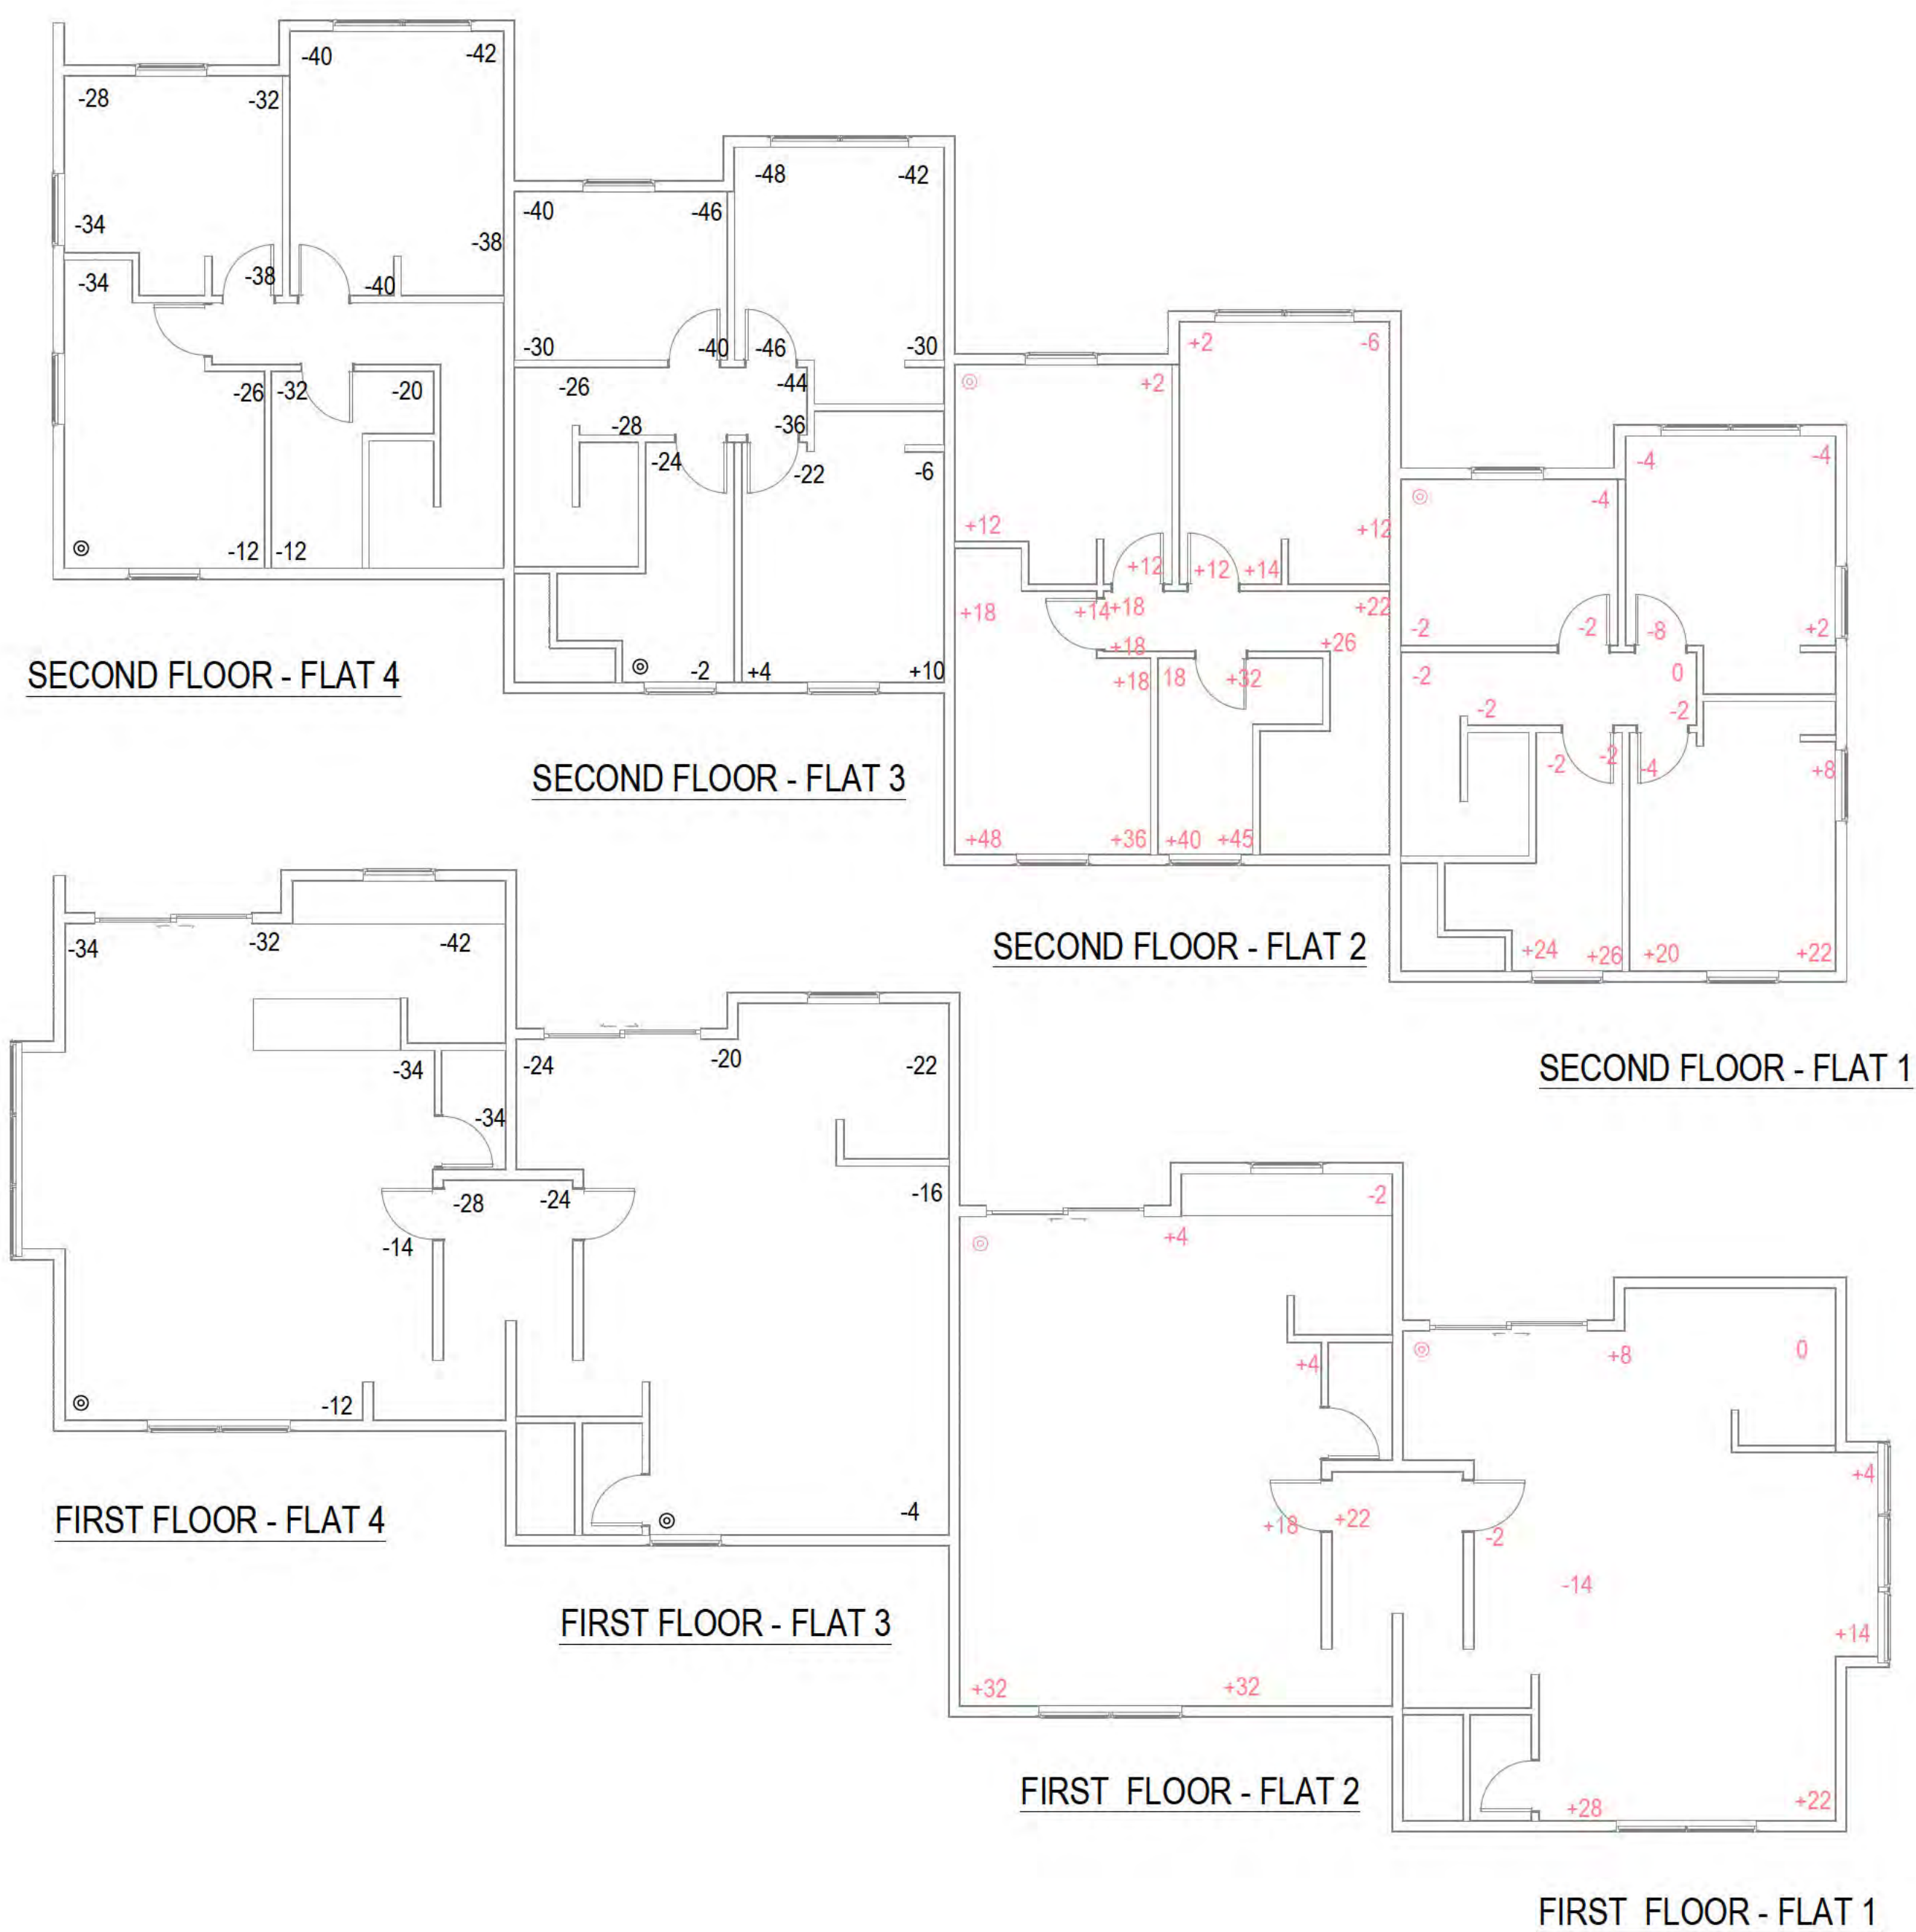 -40 -42
-28 -32
-34 -38
-34 -38 -40
-26 -32 -20
-12 -12
SECOND FLOOR - FLAT 4
-48 -42
-40 -46
-30 -40 -46 -30
-26 -44
-28 -36
-24 -22 -6
-2 +4 +10
SECOND FLOOR - FLAT 3
+2 -6
+2
+12 +12
+12 +12 +14
+18 +14 +18 +22
+18 +26
+18 18 +32
+48 +36 +40 +45
SECOND FLOOR - FLAT 2
-4 -4
-4
-2 -2 -8 +2
-2 0
-2 -2
-2 -2 -4 +8
+24 +26 +20 +22
SECOND FLOOR - FLAT 1
-34 -32 -42
-34
-34
-28 -24
-14
-12
FIRST FLOOR - FLAT 4
-24 -20 -22
-16
-4
FIRST FLOOR - FLAT 3
-2
+4
+4
+18 +22
+32 +32
FIRST FLOOR - FLAT 2
+8 0
+4
-2
-14
+14
+28 +22
FIRST FLOOR - FLAT 1